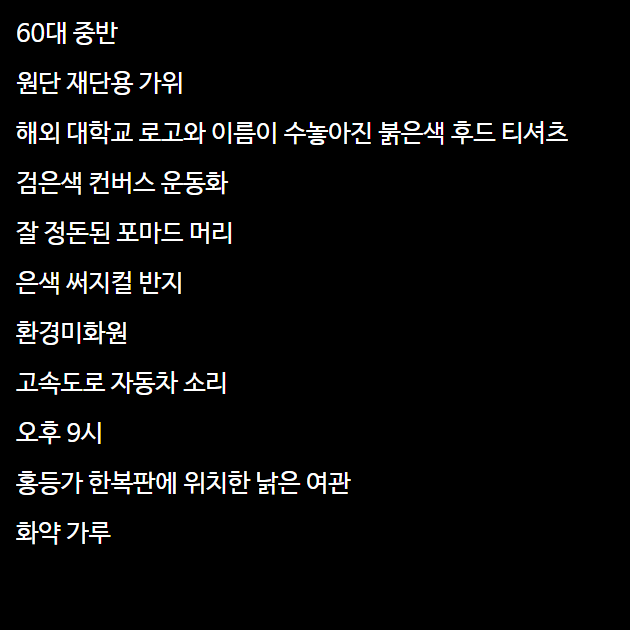 60대 중반
원단 재단용 가위
해외 대학교 로고와 이름이 수놓아진 붉은색 후드 티셔츠
검은색 컨버스 운동화
잘 정돈된 포마드 머리
은색 써지컬 반지
환경미화원
고속도로 자동차 소리
오후 9시
홍등가 한복판에 위치한 낡은 여관
화약 가루